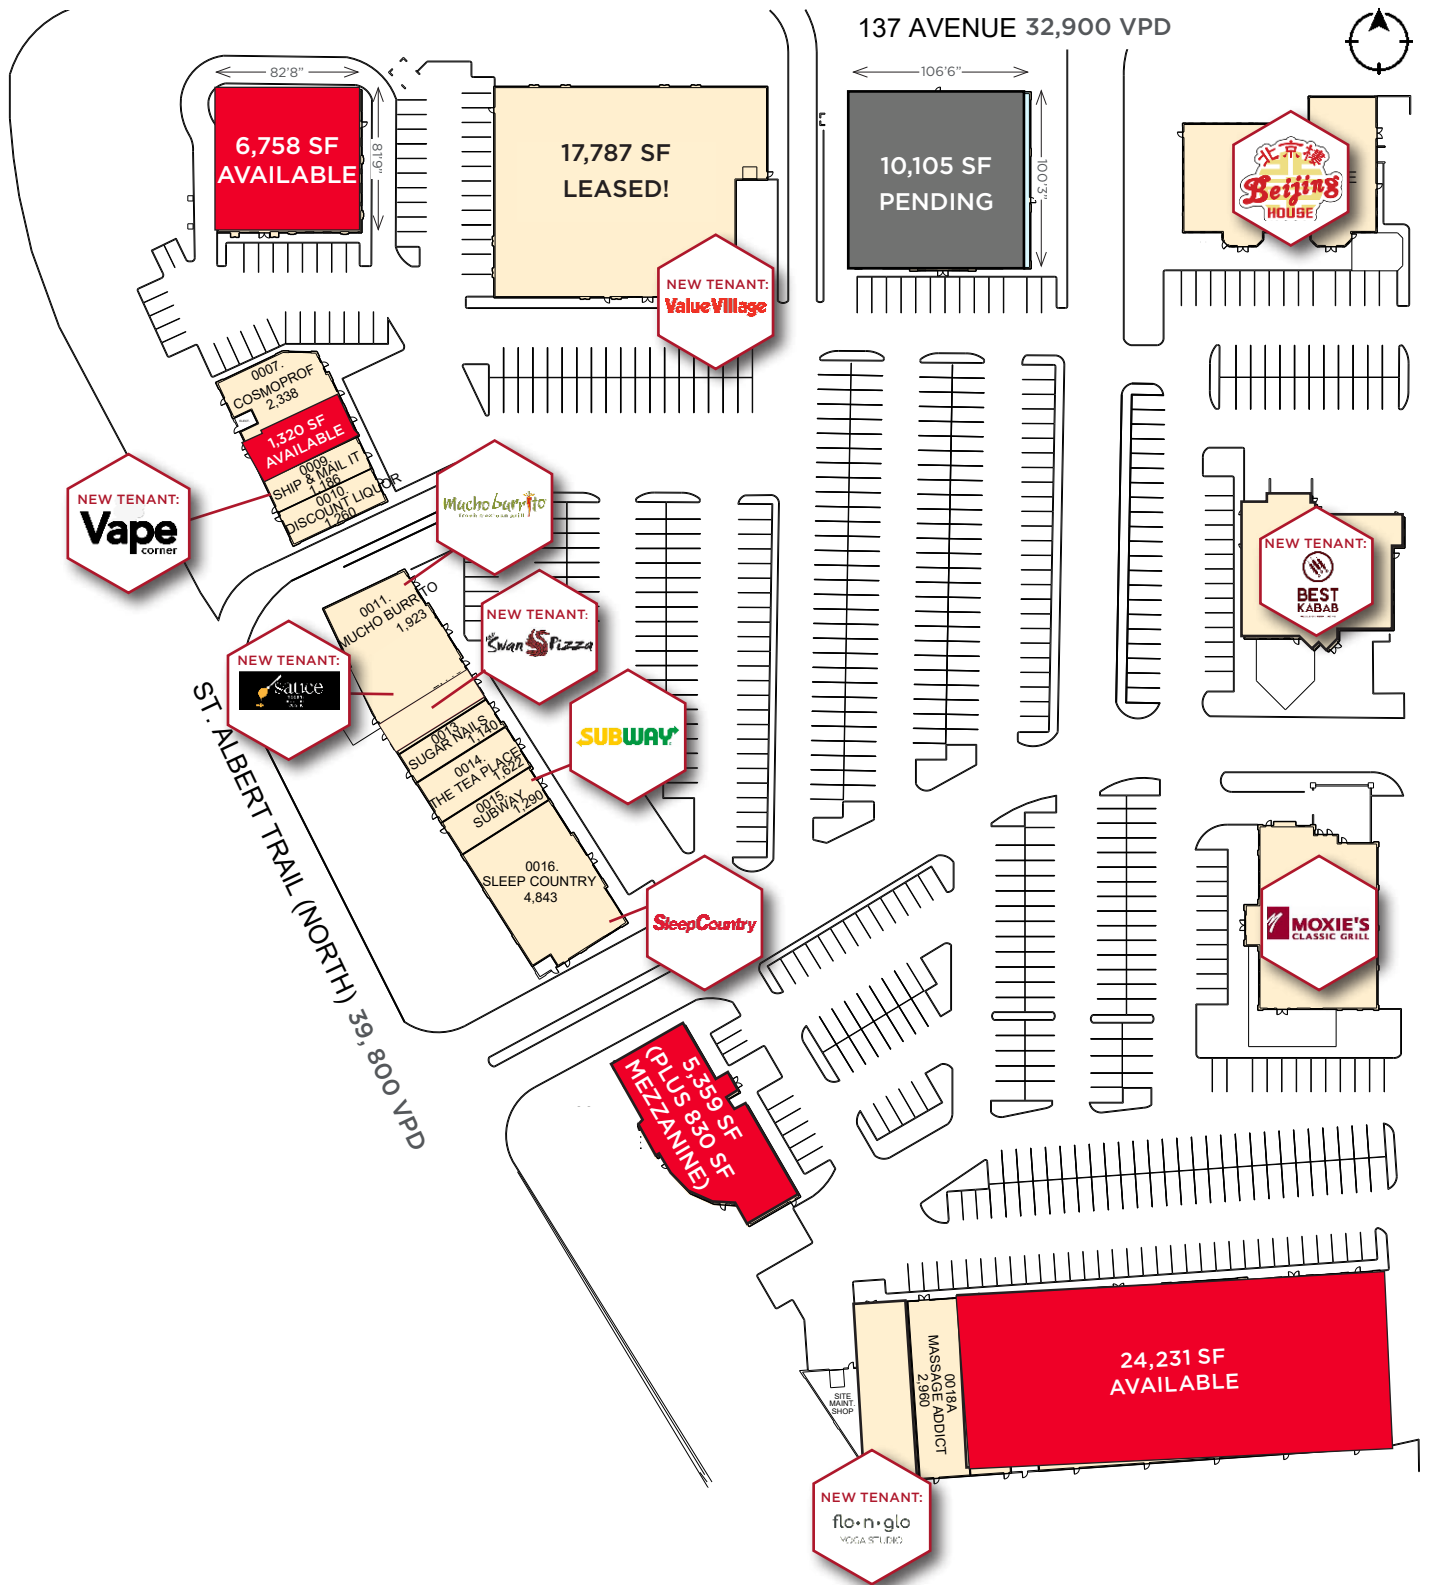 137 AVENUE 32,900 VPD
82'8"
81'9"
6,758 SF
AVAILABLE
17,787 SF
LEASED!
NEW TENANT:
ValueVillage
106'6"
100'3"
10,105 SF
PENDING
北京樓
Beijing
HOUSE
0007.
COSMOPROF
2,338
1,320 SF
AVAILABLE
0009.
SHIP & MAIL IT
1,186
0010.
DISCOUNT LIQUOR
1,260
NEW TENANT:
Vape
corner
mucho burrito
0011.
MUCHO BURRITO
1,923
NEW TENANT:
Swan Pizza
NEW TENANT:
sauce
SUBWAY
0013.
SUGAR NAILS
1,140
0014.
THE TEA PLACE
1,622
0015.
SUBWAY
1,290
0016.
SLEEP COUNTRY
4,843
SleepCountry
NEW TENANT:
BEST
KABAB
MOXIE'S
CLASSIC GRILL
ST. ALBERT TRAIL (NORTH) 39, 800 VPD
5,359 SF
(PLUS 830 SF
MEZZANINE)
SITE
MAINT.
SHOP
0018A
MASSAGE ADDICT
2,960
24,231 SF
AVAILABLE
NEW TENANT:
flo•n•glo
YOGA STUDIO